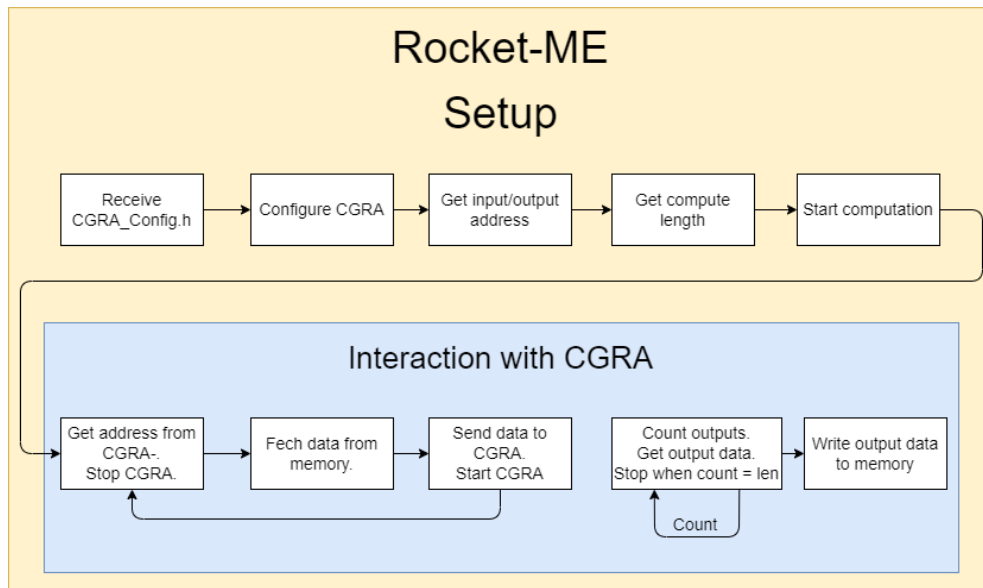 Rocket-ME
Setup
Receive
CGRA_Config.h
Configure CGRA
Get input/output
address
Get compute
length
Start computation
Interaction with CGRA
Get address from
CGRA-.
Stop CGRA.
Fech data from
memory.
Send data to
CGRA.
Start CGRA
Count outputs.
Get output data.
Stop when count = len
Write output data
to memory
Count